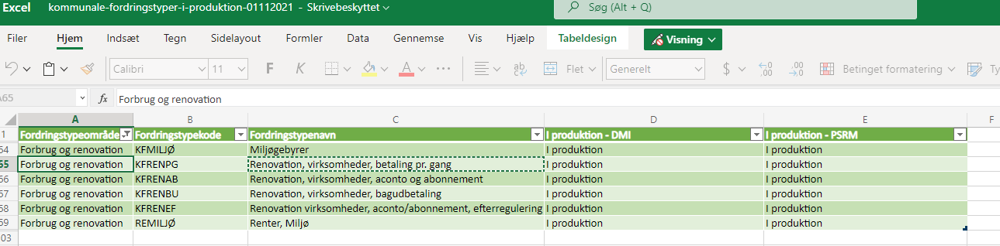 Excel kommunale-fordringstyper-i-produktion-01112021 - Skrivebeskyttet Søg (Alt + Q)
Filer Hjem Indsæt Tegn Sidelayout Formler Data Gennemse Vis Hjælp Tabeldesign Visning
Calibri 11 F K A ab c Flet Generelt $ ,00 Betinget formatering Ty
A65 fx Forbrug og renovation
A B C D E F
1 Fordringstypeområde Fordringstypekode Fordringstypenavn I produktion - DMI I produktion - PSRM
64 Forbrug og renovation KFMILJØ Miljøgebyrer I produktion I produktion
65 Forbrug og renovation KFRENPG Renovation, virksomheder, betaling pr. gang I produktion I produktion
66 Forbrug og renovation KFRENAB Renovation, virksomheder, aconto og abonnement I produktion I produktion
67 Forbrug og renovation KFRENBU Renovation, virksomheder, bagudbetaling I produktion I produktion
68 Forbrug og renovation KFRENEF Renovation virksomheder, aconto/abonnement, efterregulering I produktion I produktion
69 Forbrug og renovation REMILJØ Renter, Miljø I produktion I produktion
03